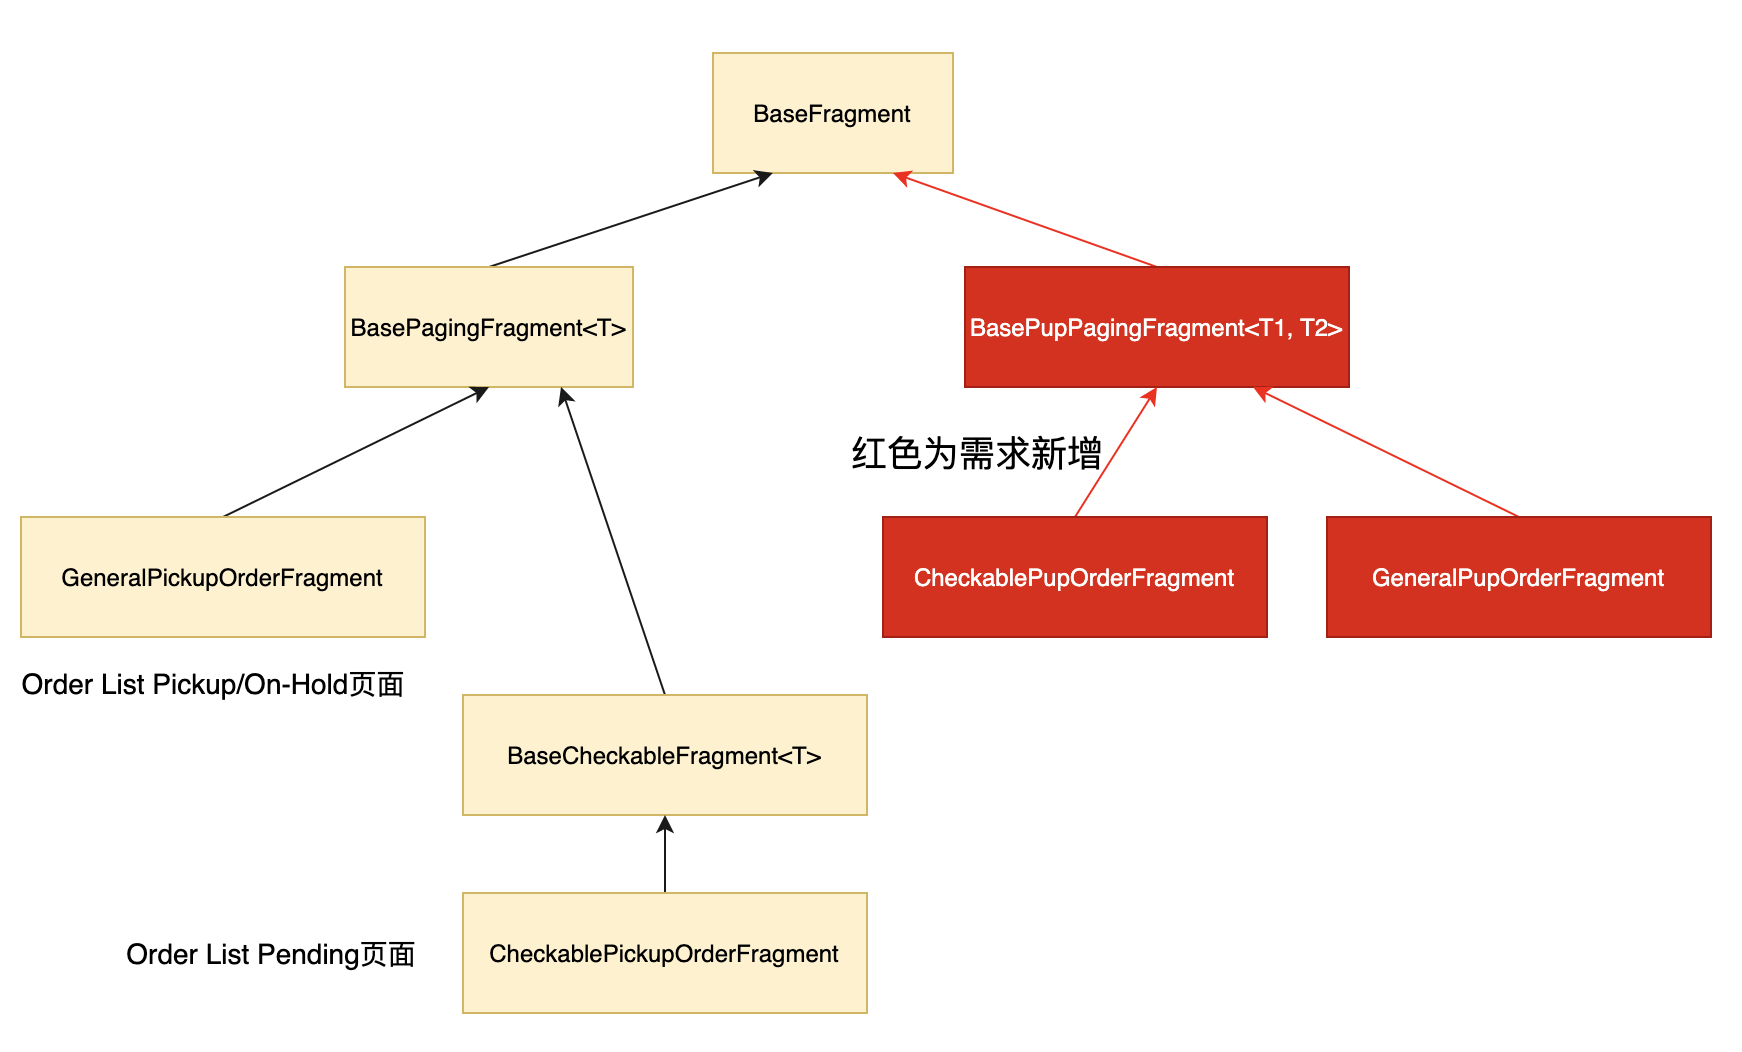 BaseFragment
BasePagingFragment<T>
BasePupPagingFragment<T1, T2>
红色为需求新增
GeneralPickupOrderFragment
CheckablePupOrderFragment
GeneralPupOrderFragment
Order List Pickup/On-Hold页面
BaseCheckableFragment<T>
Order List Pending页面
CheckablePickupOrderFragment